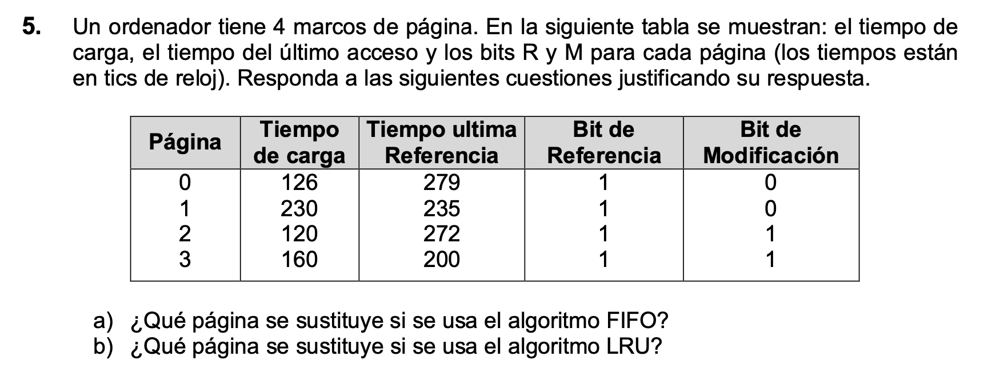 5. Un ordenador tiene 4 marcos de página. En la siguiente tabla se muestran: el tiempo de
carga, el tiempo del último acceso y los bits R y M para cada página (los tiempos están
en tics de reloj). Responda a las siguientes cuestiones justificando su respuesta.
Página Tiempo de carga Tiempo ultima Referencia Bit de Referencia Bit de Modificación
0 126 279 1 0
1 230 235 1 0
2 120 272 1 1
3 160 200 1 1
a) ¿Qué página se sustituye si se usa el algoritmo FIFO?
b) ¿Qué página se sustituye si se usa el algoritmo LRU?